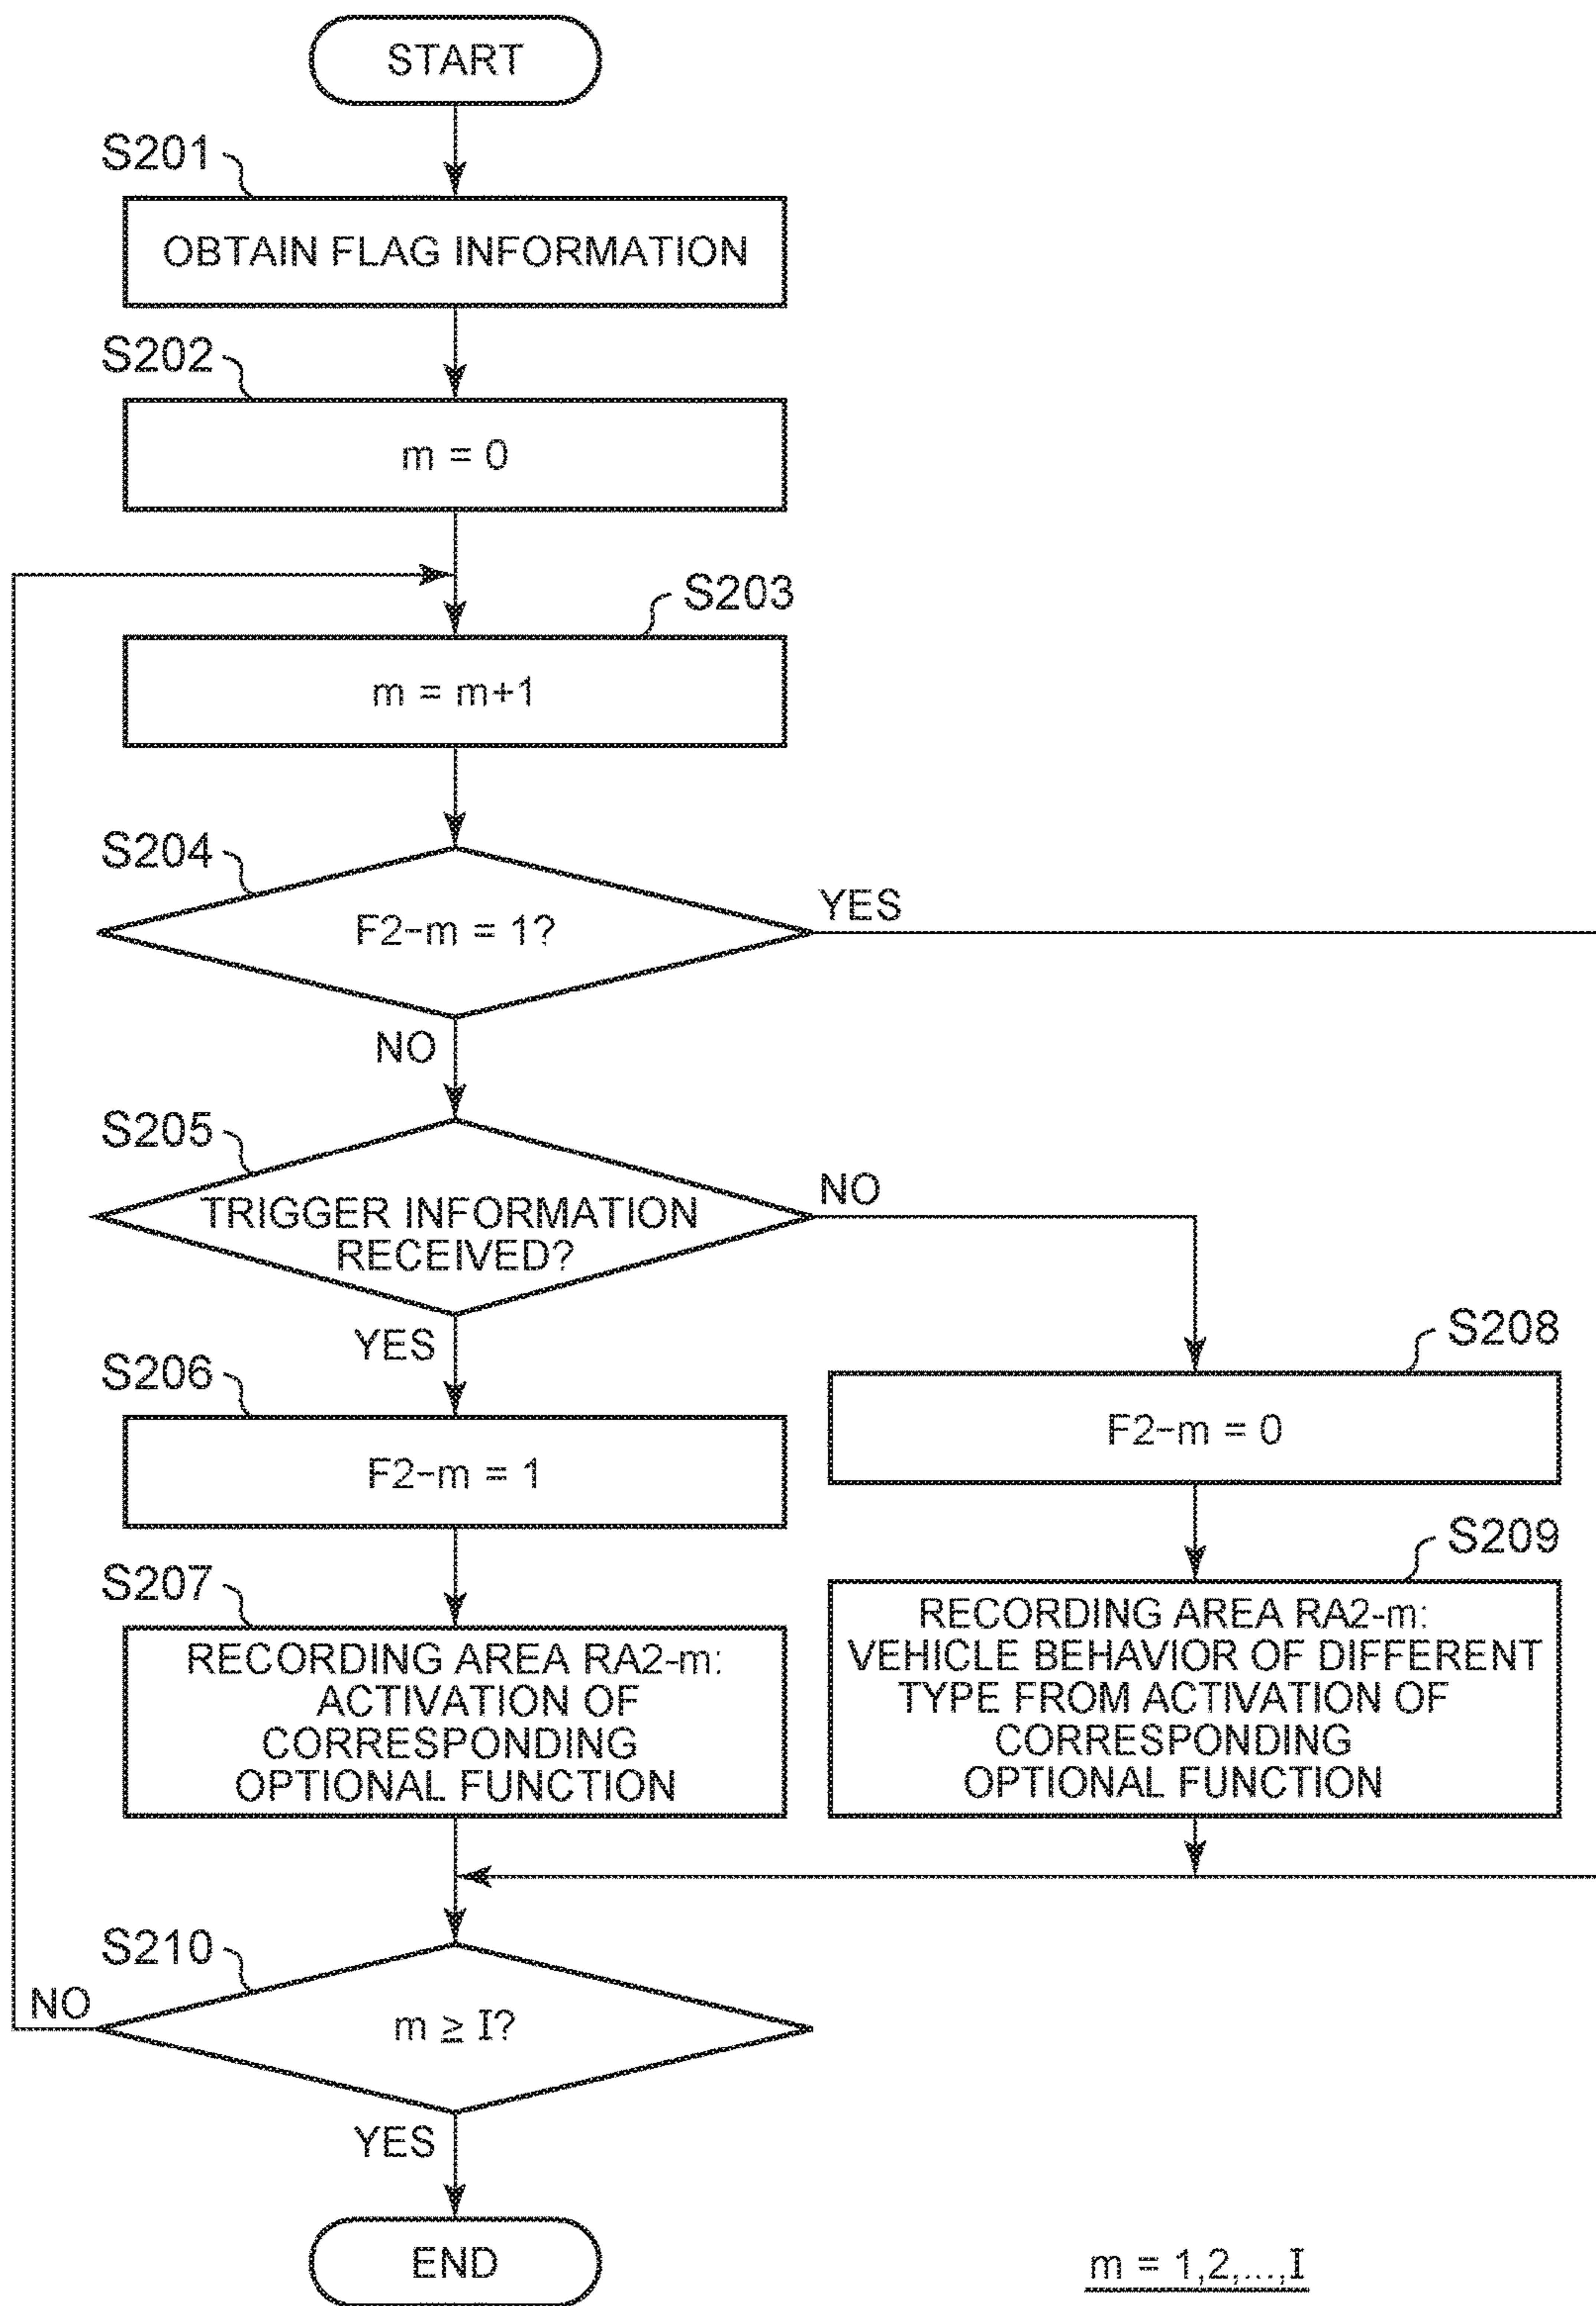 START
S201
OBTAIN FLAG INFORMATION
S202
m = 0
S203
m = m+1
S204
F2-m = 1?
YES
NO
S205
TRIGGER INFORMATION
RECEIVED?
NO
YES
S206
F2-m = 1
S208
F2-m = 0
S207
RECORDING AREA RA2-m:
ACTIVATION OF
CORRESPONDING
OPTIONAL FUNCTION
S209
RECORDING AREA RA2-m:
VEHICLE BEHAVIOR OF DIFFERENT
TYPE FROM ACTIVATION OF
CORRESPONDING
OPTIONAL FUNCTION
S210
NO
m ≥ I?
YES
END
m = 1,2,...,I